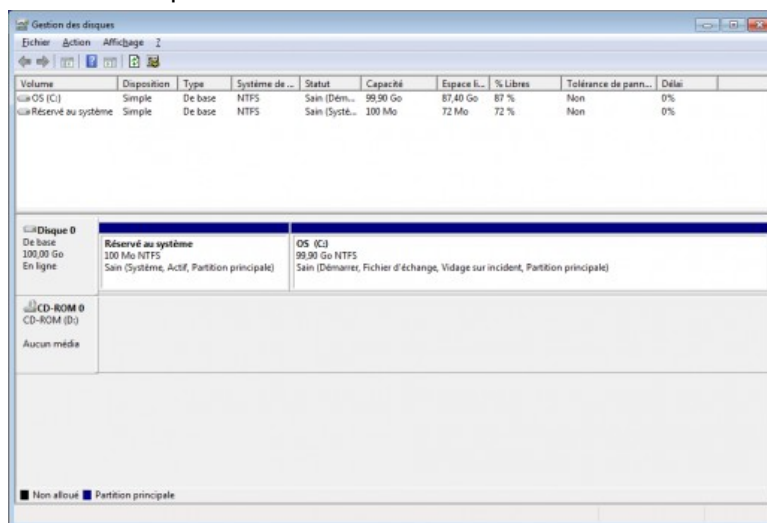 Gestion des disques
Fichier Action Affichage ?
Volume Disposition Type Système de ... Statut Capacité Espace li... % Libres Tolérance de pann... Délai
OS (C:) Simple De base NTFS Sain (Dém... 99,90 Go 87,40 Go 87 % Non 0%
Réservé au système Simple De base NTFS Sain (Systè... 100 Mo 72 Mo 72 % Non 0%
Disque 0
De base
100,00 Go
En ligne
Réservé au système
100 Mo NTFS
Sain (Système, Actif, Partition principale)
OS (C:)
99,90 Go NTFS
Sain (Démarrer, Fichier d'échange, Vidage sur incident, Partition principale)
CD-ROM 0
CD-ROM (D:)
Aucun média
Non alloué Partition principale